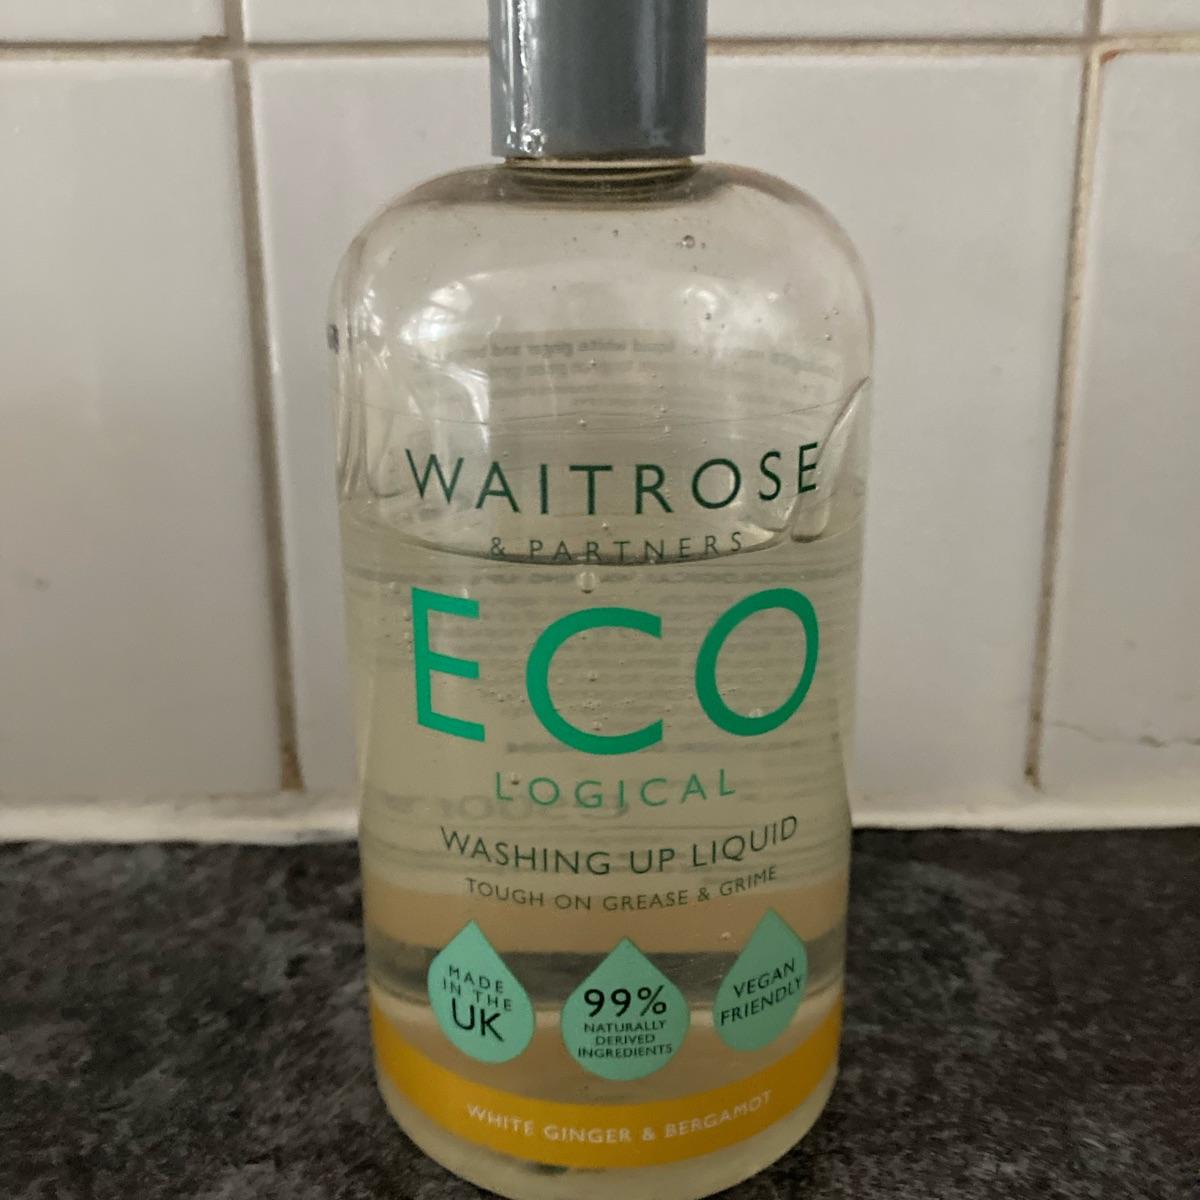 WAITROSE
& PARTNERS
ECO
LOGICAL
WASHING UP LIQUID
TOUGH ON GREASE & GRIME
MADE
IN THE
UK
99%
NATURALLY
DERIVED
INGREDIENTS
VEGAN
FRIENDLY
WHITE GINGER & BERGAMOT